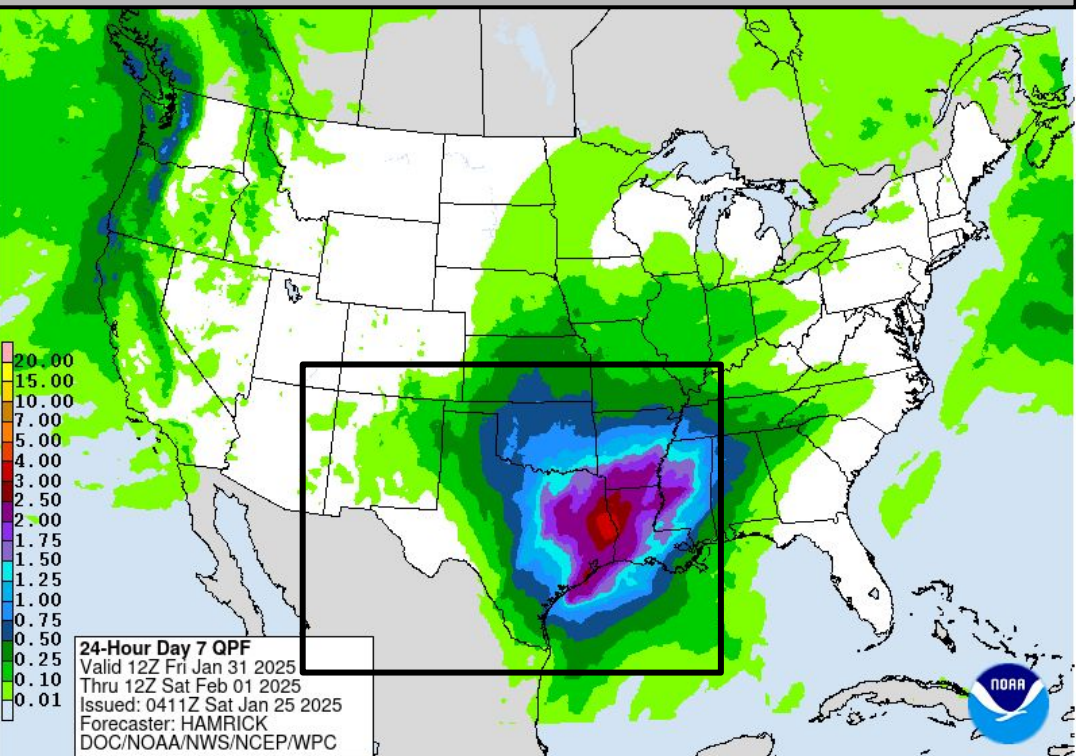 20.00
15.00
10.00
7.00
5.00
4.00
3.00
2.50
2.00
1.75
1.50
1.25
1.00
0.75
0.50
0.25
0.10
0.01
24-Hour Day 7 QPF
Valid 12Z Fri Jan 31 2025
Thru 12Z Sat Feb 01 2025
Issued: 0411Z Sat Jan 25 2025
Forecaster: HAMRICK
DOC/NOAA/NWS/NCEP/WPC
NOAA